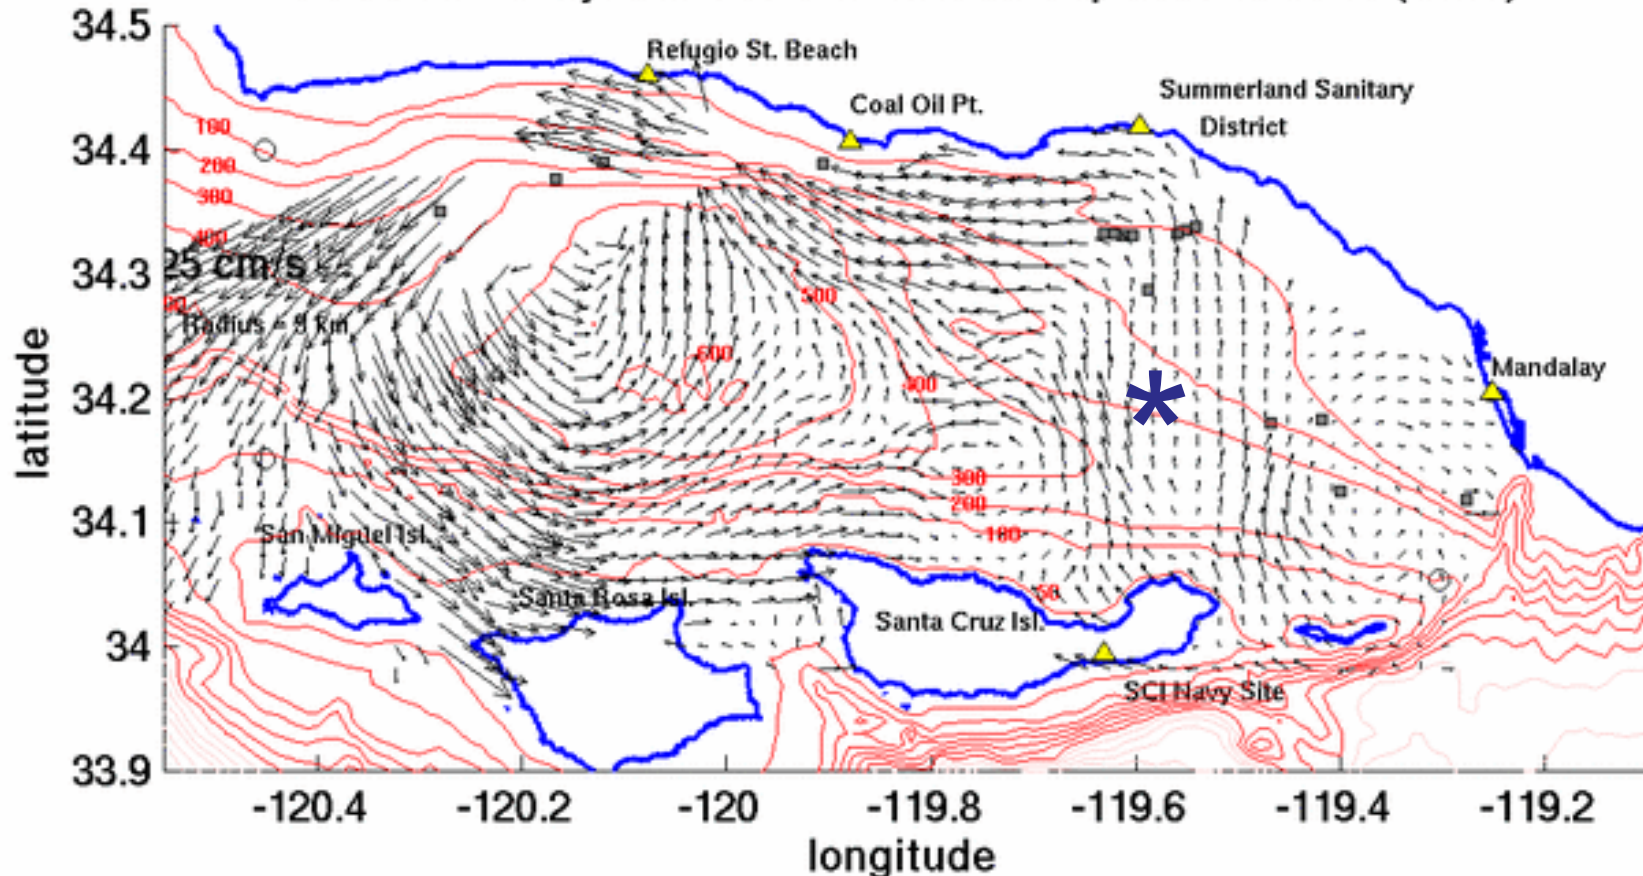 34.5
Refugio St. Beach
Summerland Sanitary
District
Coal Oil Pt.
100
34.4
200
300
400
25 cm/s
34.3
500
Radius = 9 km
600
Mandalay
400
34.2
*
latitude
300
200
34.1
100
San Miguel Isl.
50
Santa Rosa Isl.
Santa Cruz Isl.
34
SCI Navy Site
33.9
-120.4
-120.2
-120
-119.8
-119.6
-119.4
-119.2
longitude